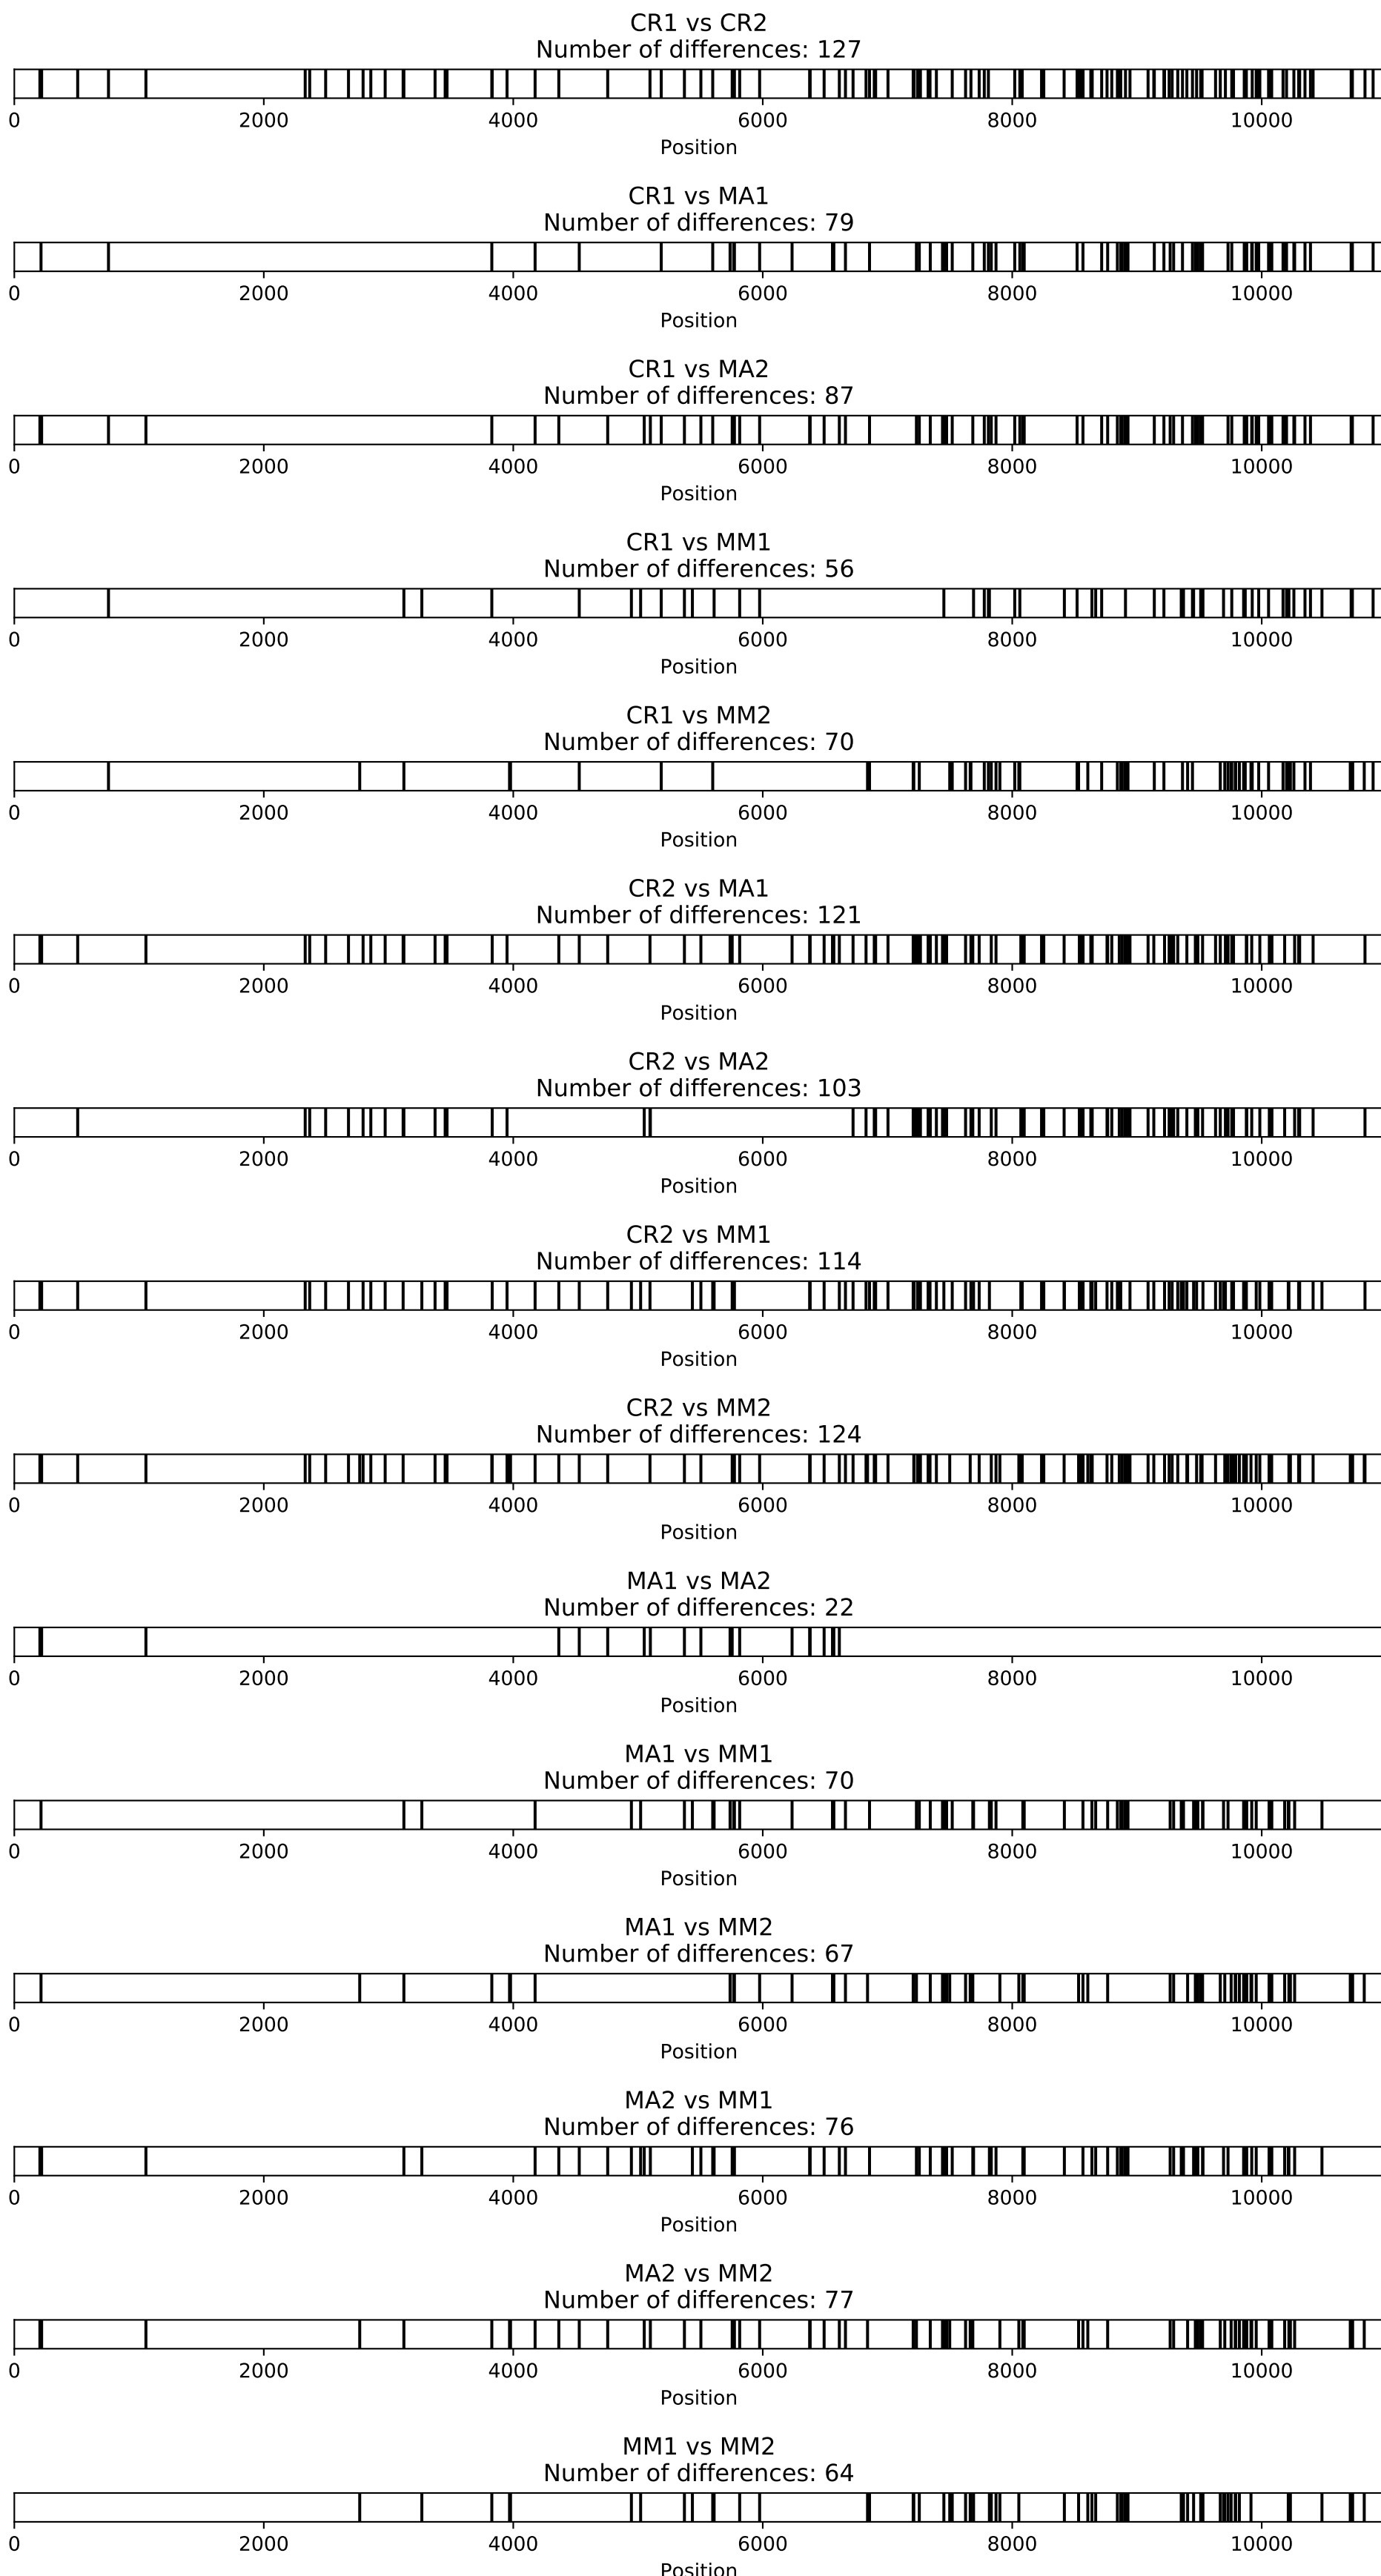 CR1 vs CR2
Number of differences: 127
0 2000 4000 6000 8000 10000
Position
CR1 vs MA1
Number of differences: 79
0 2000 4000 6000 8000 10000
Position
CR1 vs MA2
Number of differences: 87
0 2000 4000 6000 8000 10000
Position
CR1 vs MM1
Number of differences: 56
0 2000 4000 6000 8000 10000
Position
CR1 vs MM2
Number of differences: 70
0 2000 4000 6000 8000 10000
Position
CR2 vs MA1
Number of differences: 121
0 2000 4000 6000 8000 10000
Position
CR2 vs MA2
Number of differences: 103
0 2000 4000 6000 8000 10000
Position
CR2 vs MM1
Number of differences: 114
0 2000 4000 6000 8000 10000
Position
CR2 vs MM2
Number of differences: 124
0 2000 4000 6000 8000 10000
Position
MA1 vs MA2
Number of differences: 22
0 2000 4000 6000 8000 10000
Position
MA1 vs MM1
Number of differences: 70
0 2000 4000 6000 8000 10000
Position
MA1 vs MM2
Number of differences: 67
0 2000 4000 6000 8000 10000
Position
MA2 vs MM1
Number of differences: 76
0 2000 4000 6000 8000 10000
Position
MA2 vs MM2
Number of differences: 77
0 2000 4000 6000 8000 10000
Position
MM1 vs MM2
Number of differences: 64
0 2000 4000 6000 8000 10000
Position